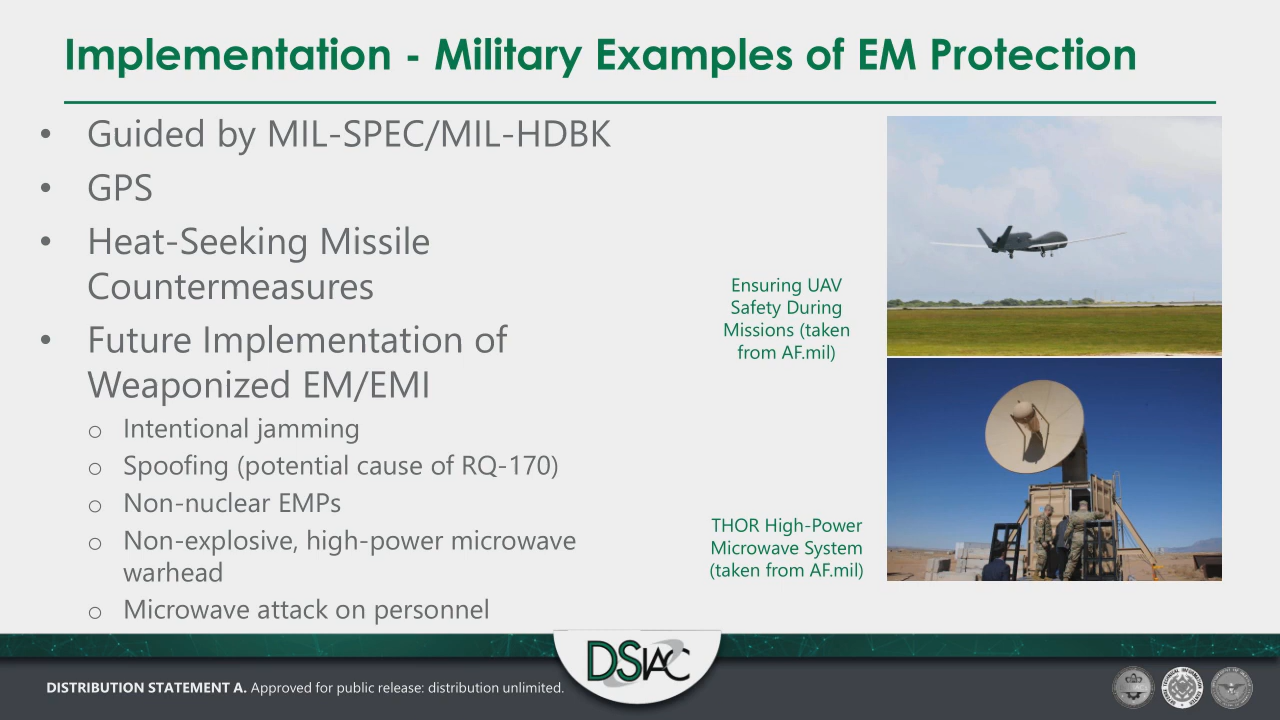 Implementation - Military Examples of EM Protection
• Guided by MIL-SPEC/MIL-HDBK
• GPS
• Heat-Seeking Missile
Countermeasures
• Future Implementation of
Weaponized EM/EMI
o Intentional jamming
o Spoofing (potential cause of RQ-170)
o Non-nuclear EMPs
o Non-explosive, high-power microwave
warhead
o Microwave attack on personnel
Ensuring UAV
Safety During
Missions (taken
from AF.mil)
THOR High-Power
Microwave System
(taken from AF.mil)
DSIAC
DISTRIBUTION STATEMENT A. Approved for public release: distribution unlimited.